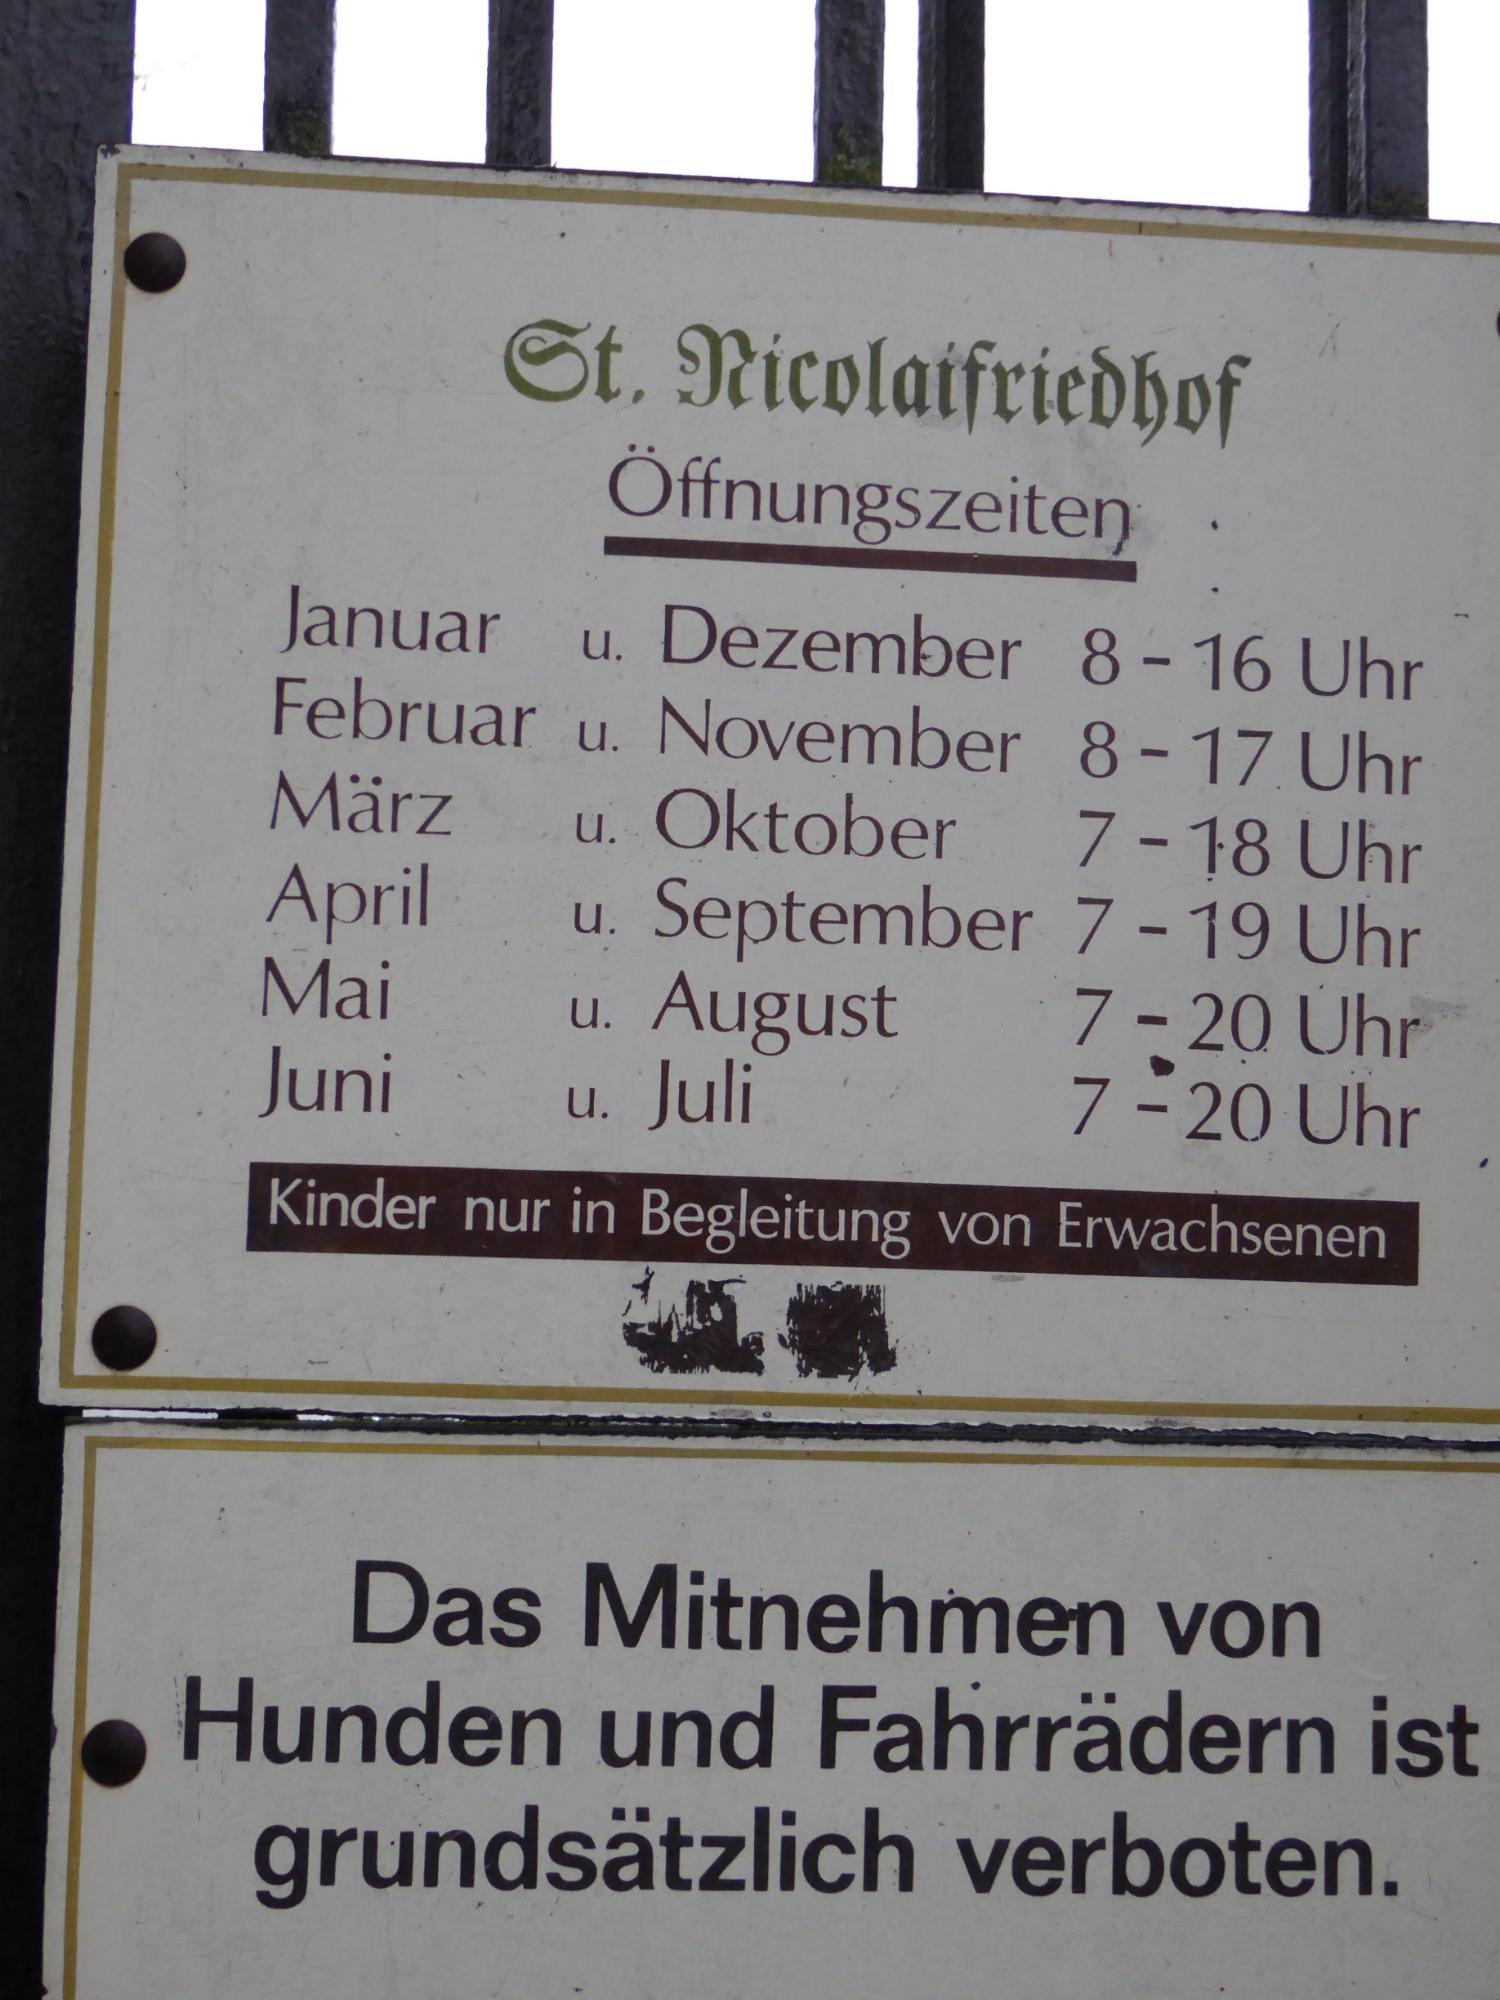 St. Nicolaifriedhof
Öffnungszeiten
Januar u. Dezember 8 - 16 Uhr
Februar u. November 8 - 17 Uhr
März u. Oktober 7 - 18 Uhr
April u. September 7 - 19 Uhr
Mai u. August 7 - 20 Uhr
Juni u. Juli 7 - 20 Uhr
Kinder nur in Begleitung von Erwachsenen
Das Mitnehmen von
Hunden und Fahrrädern ist
grundsätzlich verboten.